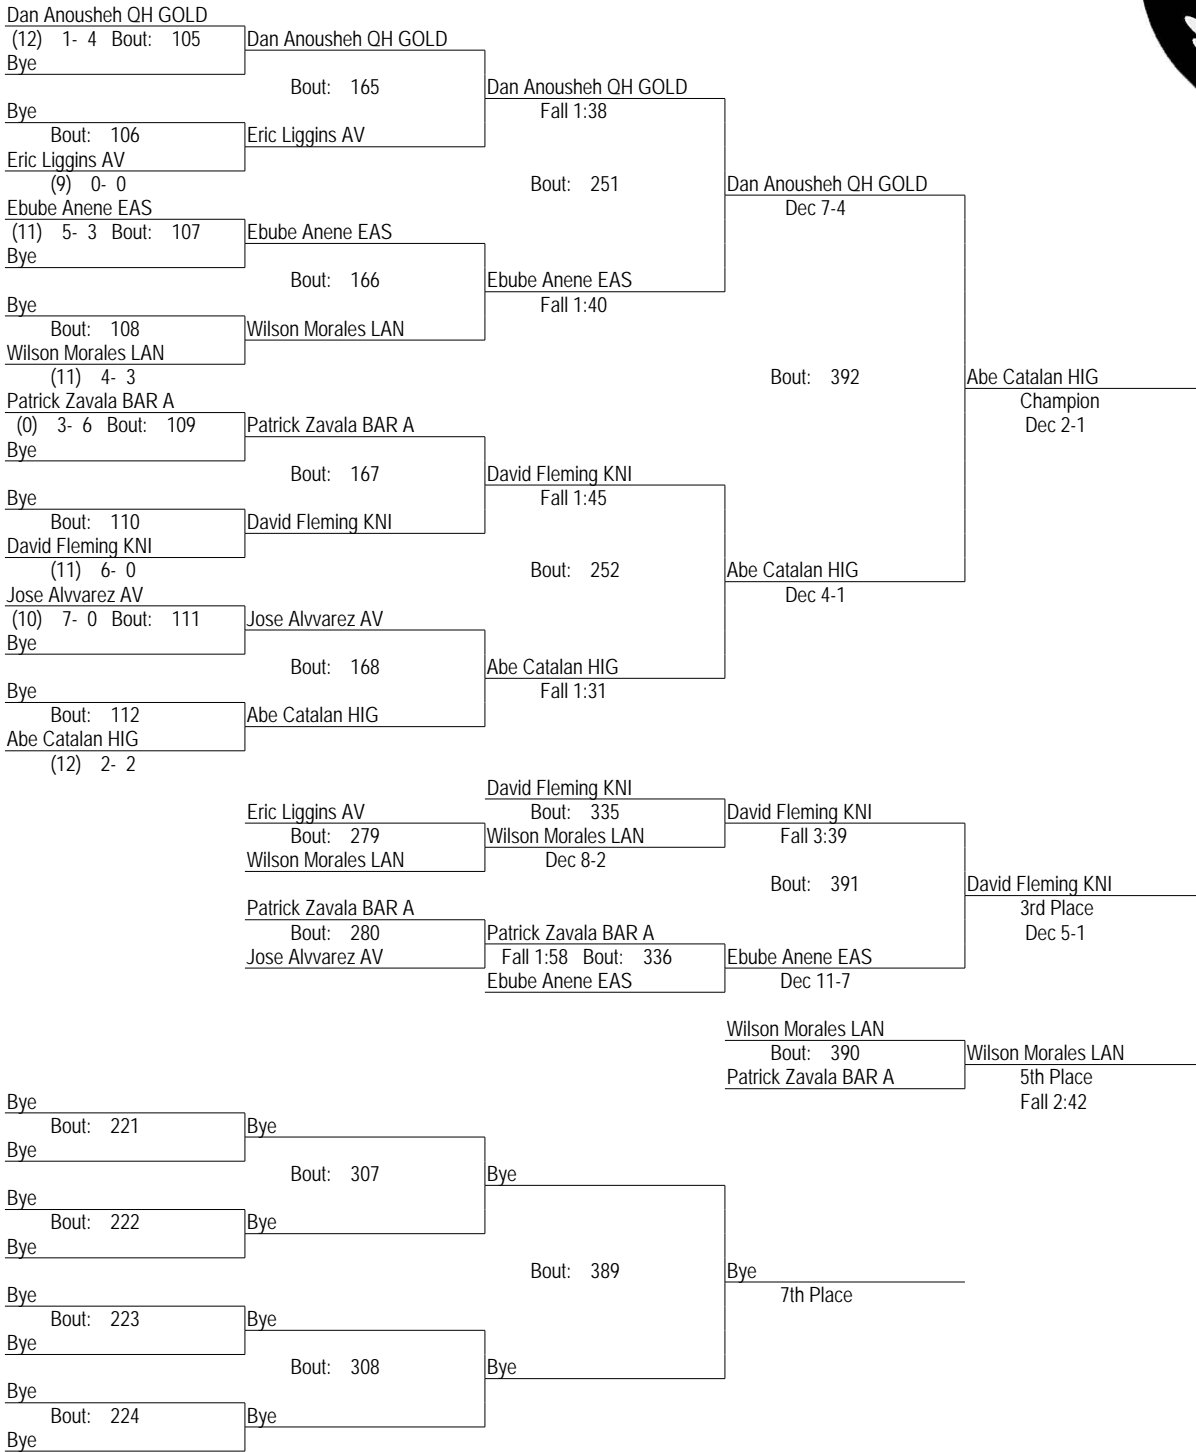 Dan Anousheh QH GOLD
(12) 1- 4 Bout: 105 Dan Anousheh QH GOLD
Bye
Bout: 165 Dan Anousheh QH GOLD
Bye Fall 1:38
Bout: 106 Eric Liggins AV
Eric Liggins AV
(9) 0- 0 Bout: 251 Dan Anousheh QH GOLD
Ebube Anene EAS Dec 7-4
(11) 5- 3 Bout: 107 Ebube Anene EAS
Bye
Bout: 166 Ebube Anene EAS
Bye Fall 1:40
Bout: 108 Wilson Morales LAN
Wilson Morales LAN
(11) 4- 3 Bout: 392 Abe Catalan HIG
Patrick Zavala BAR A Champion
(0) 3- 6 Bout: 109 Patrick Zavala BAR A Dec 2-1
Bye
Bout: 167 David Fleming KNI
Bye Fall 1:45
Bout: 110 David Fleming KNI
David Fleming KNI
(11) 6- 0 Bout: 252 Abe Catalan HIG
Jose Alvvarez AV Dec 4-1
(10) 7- 0 Bout: 111 Jose Alvvarez AV
Bye
Bout: 168 Abe Catalan HIG
Bye Fall 1:31
Bout: 112 Abe Catalan HIG
Abe Catalan HIG
(12) 2- 2
David Fleming KNI
Eric Liggins AV Bout: 335 David Fleming KNI
Bout: 279 Wilson Morales LAN Fall 3:39
Wilson Morales LAN Dec 8-2
Bout: 391 David Fleming KNI
Patrick Zavala BAR A 3rd Place
Bout: 280 Patrick Zavala BAR A Dec 5-1
Jose Alvvarez AV Fall 1:58 Bout: 336 Ebube Anene EAS
Ebube Anene EAS Dec 11-7
Wilson Morales LAN
Bout: 390 Wilson Morales LAN
Patrick Zavala BAR A 5th Place
Bye Fall 2:42
Bout: 221 Bye
Bye
Bout: 307 Bye
Bye
Bout: 222 Bye
Bye
Bout: 389 Bye
Bye 7th Place
Bout: 223 Bye
Bye
Bout: 308 Bye
Bye
Bout: 224 Bye
Bye